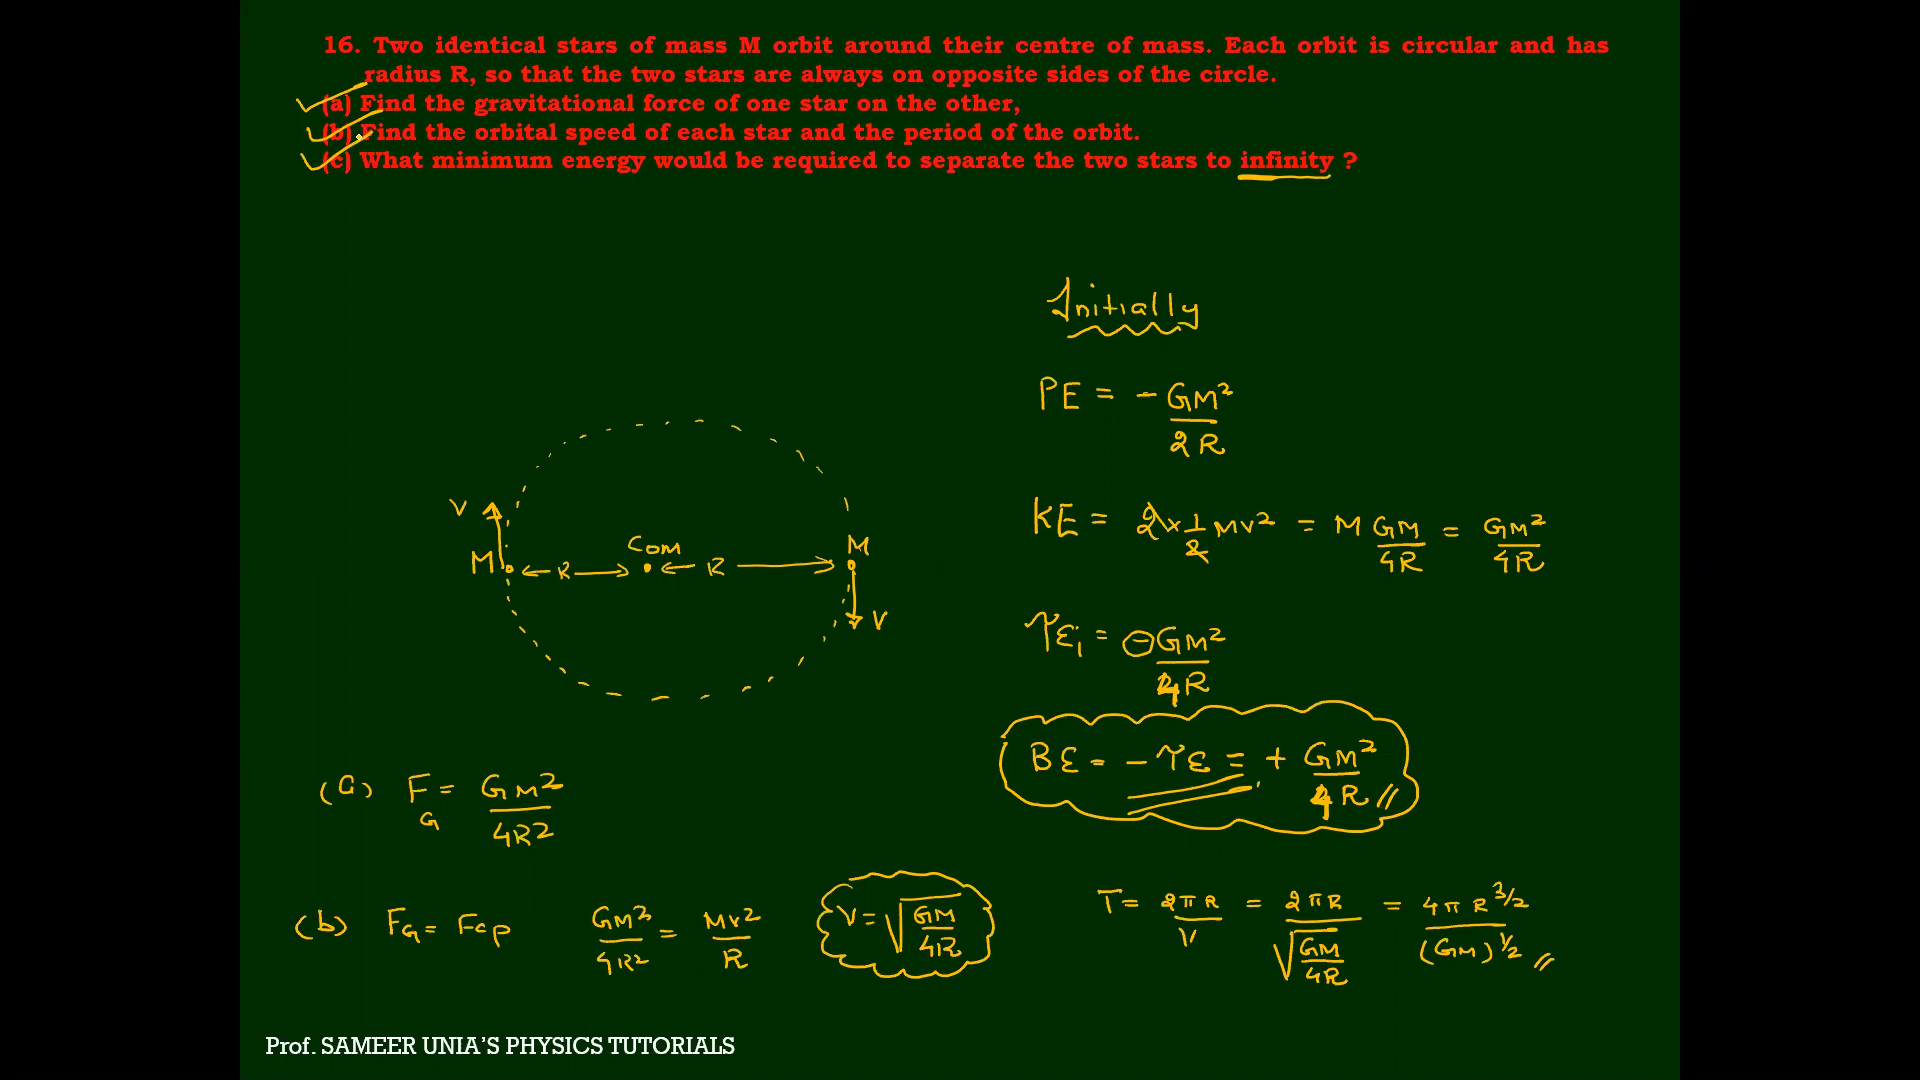 16. Two identical stars of mass M orbit around their centre of mass. Each orbit is circular and has
radius R, so that the two stars are always on opposite sides of the circle.
(a) Find the gravitational force of one star on the other,
(b) Find the orbital speed of each star and the period of the orbit.
(c) What minimum energy would be required to separate the two stars to infinity ?
Initially
PE = - GM²/2R
KE = 2 × 1/2 MV² = M GM/4R = GM²/4R
TEi = - GM²/4R
BE = - TE = + GM²/4R //
V
M
R
COM
R
M
V
(a) F_G = GM²/4R²
(b) F_G = Fcp GM²/4R² = MV²/R V = √(GM/4R) T = 2πR/V = 2πR/√(GM/4R) = 4πR^3/2/(GM)^1/2 //
Prof. SAMEER UNIA'S PHYSICS TUTORIALS